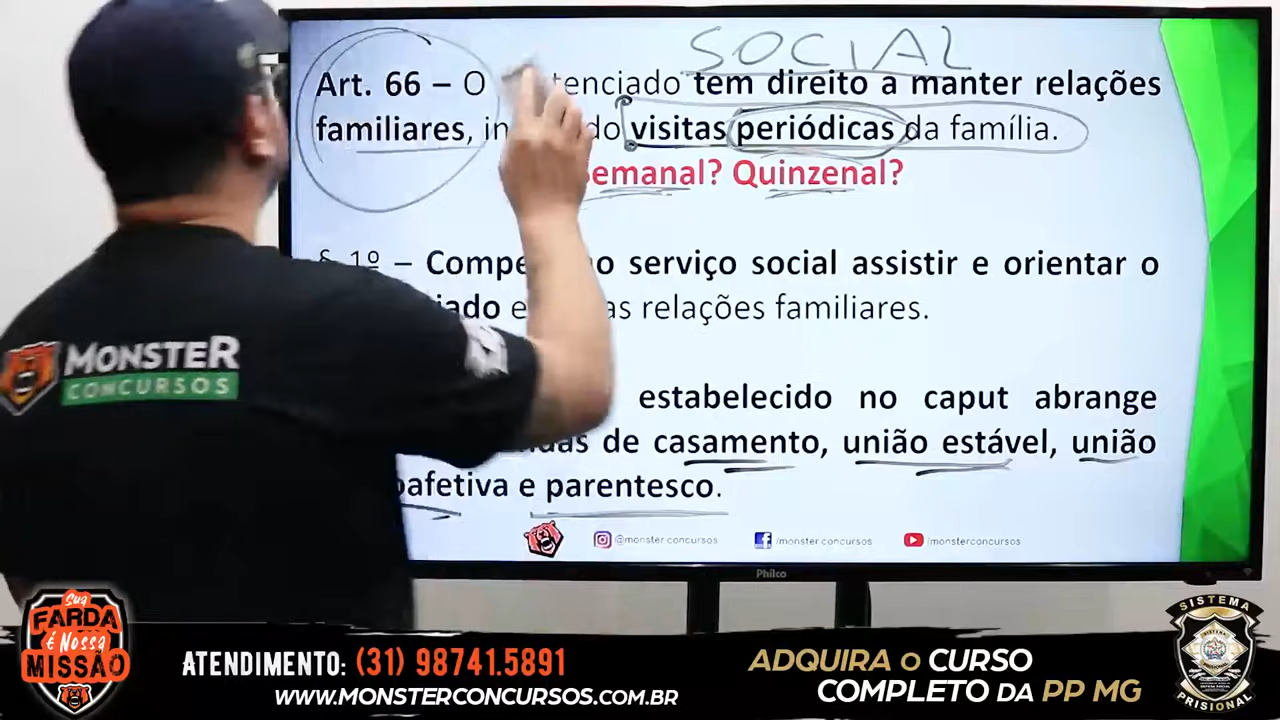 SOCIAL
Art. 66 – O tenciado tem direito a manter relações
familiares, in do visitas periódicas da família.
emanal? Quinzenal?
§ 1º – Compe o serviço social assistir e orientar o
iado e as relações familiares.
estabelecido no caput abrange
das de casamento, união estável, união
oafetiva e parentesco.
@monster.concursos /monster.concursos /monsterconcursos
Philco
MONSTER
CONCURSOS
Sua
FARDA
É NOSSA
MISSÃO
ATENDIMENTO: (31) 98741.5891
WWW.MONSTERCONCURSOS.COM.BR
ADQUIRA O CURSO
COMPLETO DA PP MG
SISTEMA
PRISIONAL